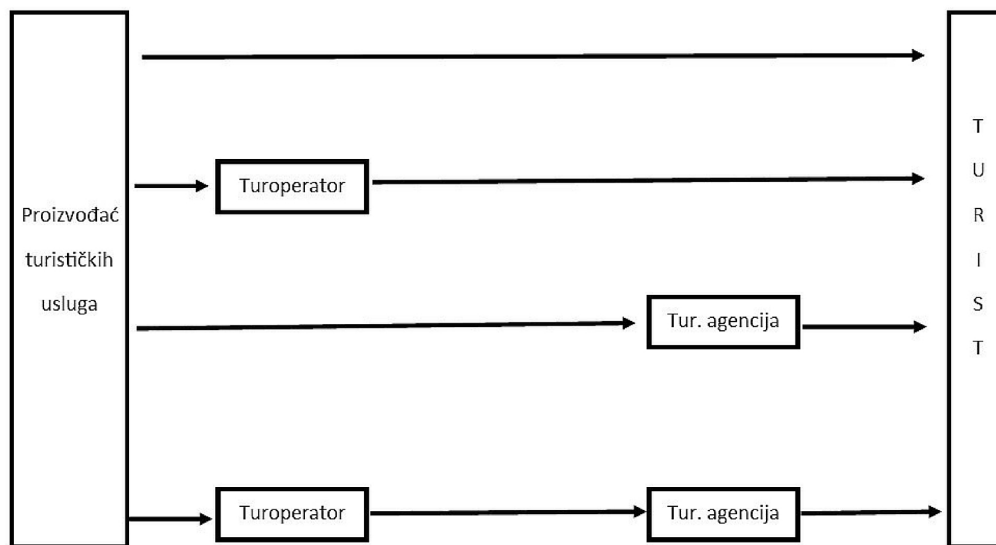 Proizvođač
turističkih
usluga
Turoperator
Tur. agencija
Turoperator
Tur. agencija
T
U
R
I
S
T